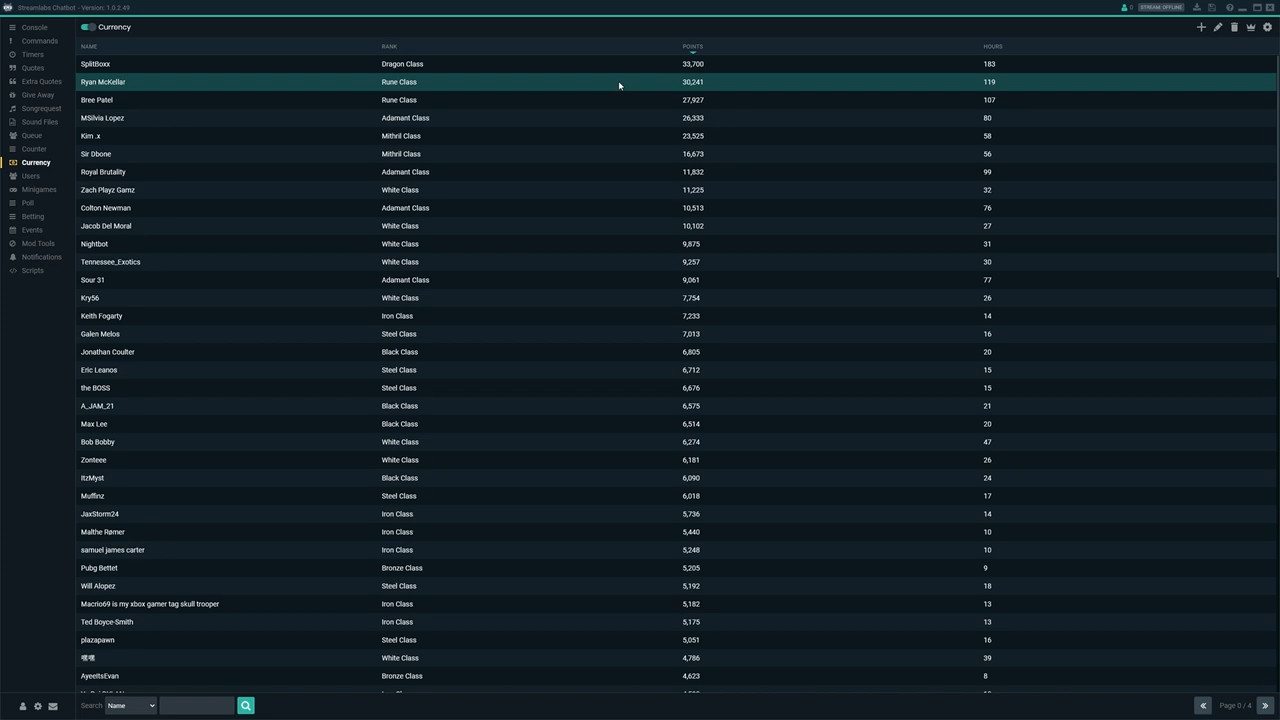 Streamlabs Chatbot - Version: 1.0.2.49
0 STREAM: OFFLINE
Console
Commands
Timers
Quotes
Extra Quotes
Give Away
Songrequest
Sound Files
Queue
Counter
Currency
Users
Minigames
Poll
Betting
Events
Mod Tools
Notifications
Scripts
Currency
NAME RANK POINTS HOURS
SplitBoxx Dragon Class 33,700 183
Ryan McKellar Rune Class 30,241 119
Bree Patel Rune Class 27,927 107
MSilvia Lopez Adamant Class 26,333 80
Kim .x Mithril Class 23,525 58
Sir Dbone Mithril Class 16,673 56
Royal Brutality Adamant Class 11,832 99
Zach Playz Gamz White Class 11,225 32
Colton Newman Adamant Class 10,513 76
Jacob Del Moral White Class 10,102 27
Nightbot White Class 9,875 31
Tennessee_Exotics White Class 9,257 30
Sour 31 Adamant Class 9,061 77
Kry56 White Class 7,754 26
Keith Fogarty Iron Class 7,233 14
Galen Melos Steel Class 7,013 16
Jonathan Coulter Black Class 6,805 20
Eric Leanos Steel Class 6,712 15
the BOSS Steel Class 6,676 15
A_JAM_21 Black Class 6,575 21
Max Lee Black Class 6,514 20
Bob Bobby White Class 6,274 47
Zonteee White Class 6,181 26
ItzMyst Black Class 6,090 24
Muffinz Steel Class 6,018 17
JaxStorm24 Iron Class 5,736 14
Malthe Rømer Iron Class 5,440 10
samuel james carter Iron Class 5,248 10
Pubg Bettet Bronze Class 5,205 9
Will Alopez Steel Class 5,192 18
Macrio69 is my xbox gamer tag skull trooper Iron Class 5,182 13
Ted Boyce-Smith Iron Class 5,175 13
plazapawn Steel Class 5,051 16
White Class 4,786 39
AyeeItsEvan Bronze Class 4,623 8
Search Name Page 0 / 4